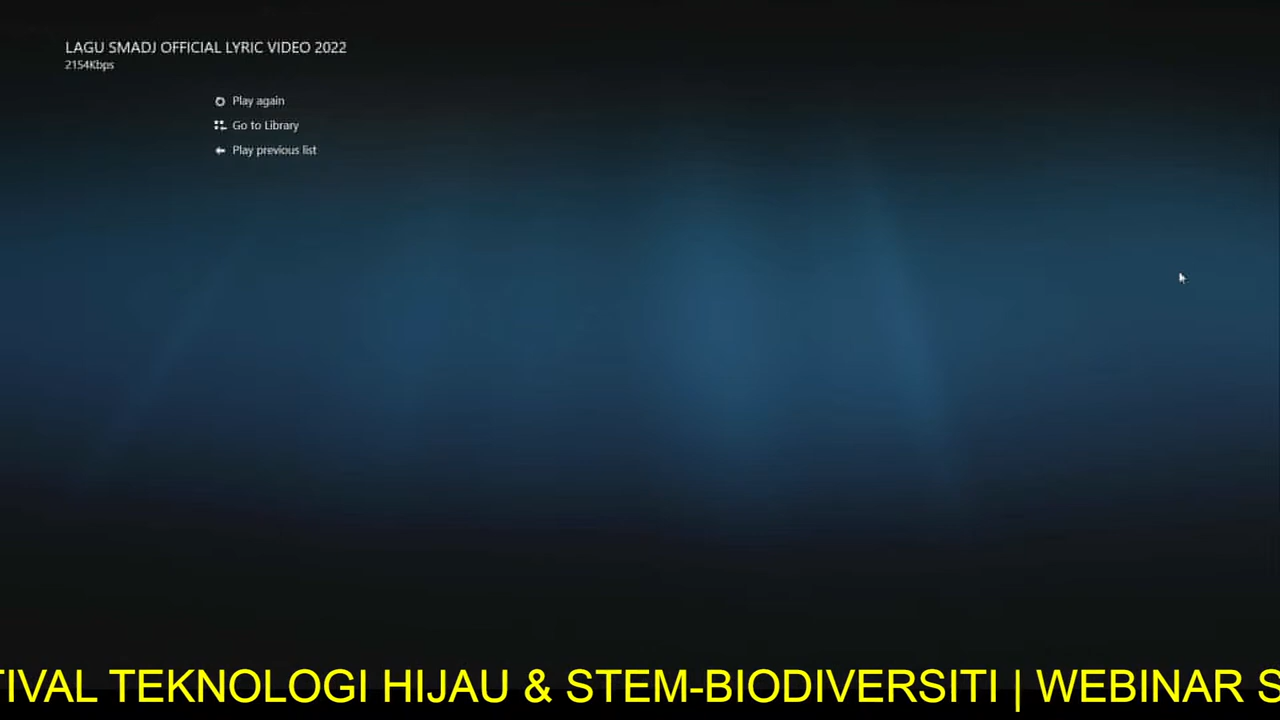 LAGU SMADJ OFFICIAL LYRIC VIDEO 2022
2154Kbps
Play again
Go to Library
Play previous list
TIVAL TEKNOLOGI HIJAU & STEM-BIODIVERSITI | WEBINAR S